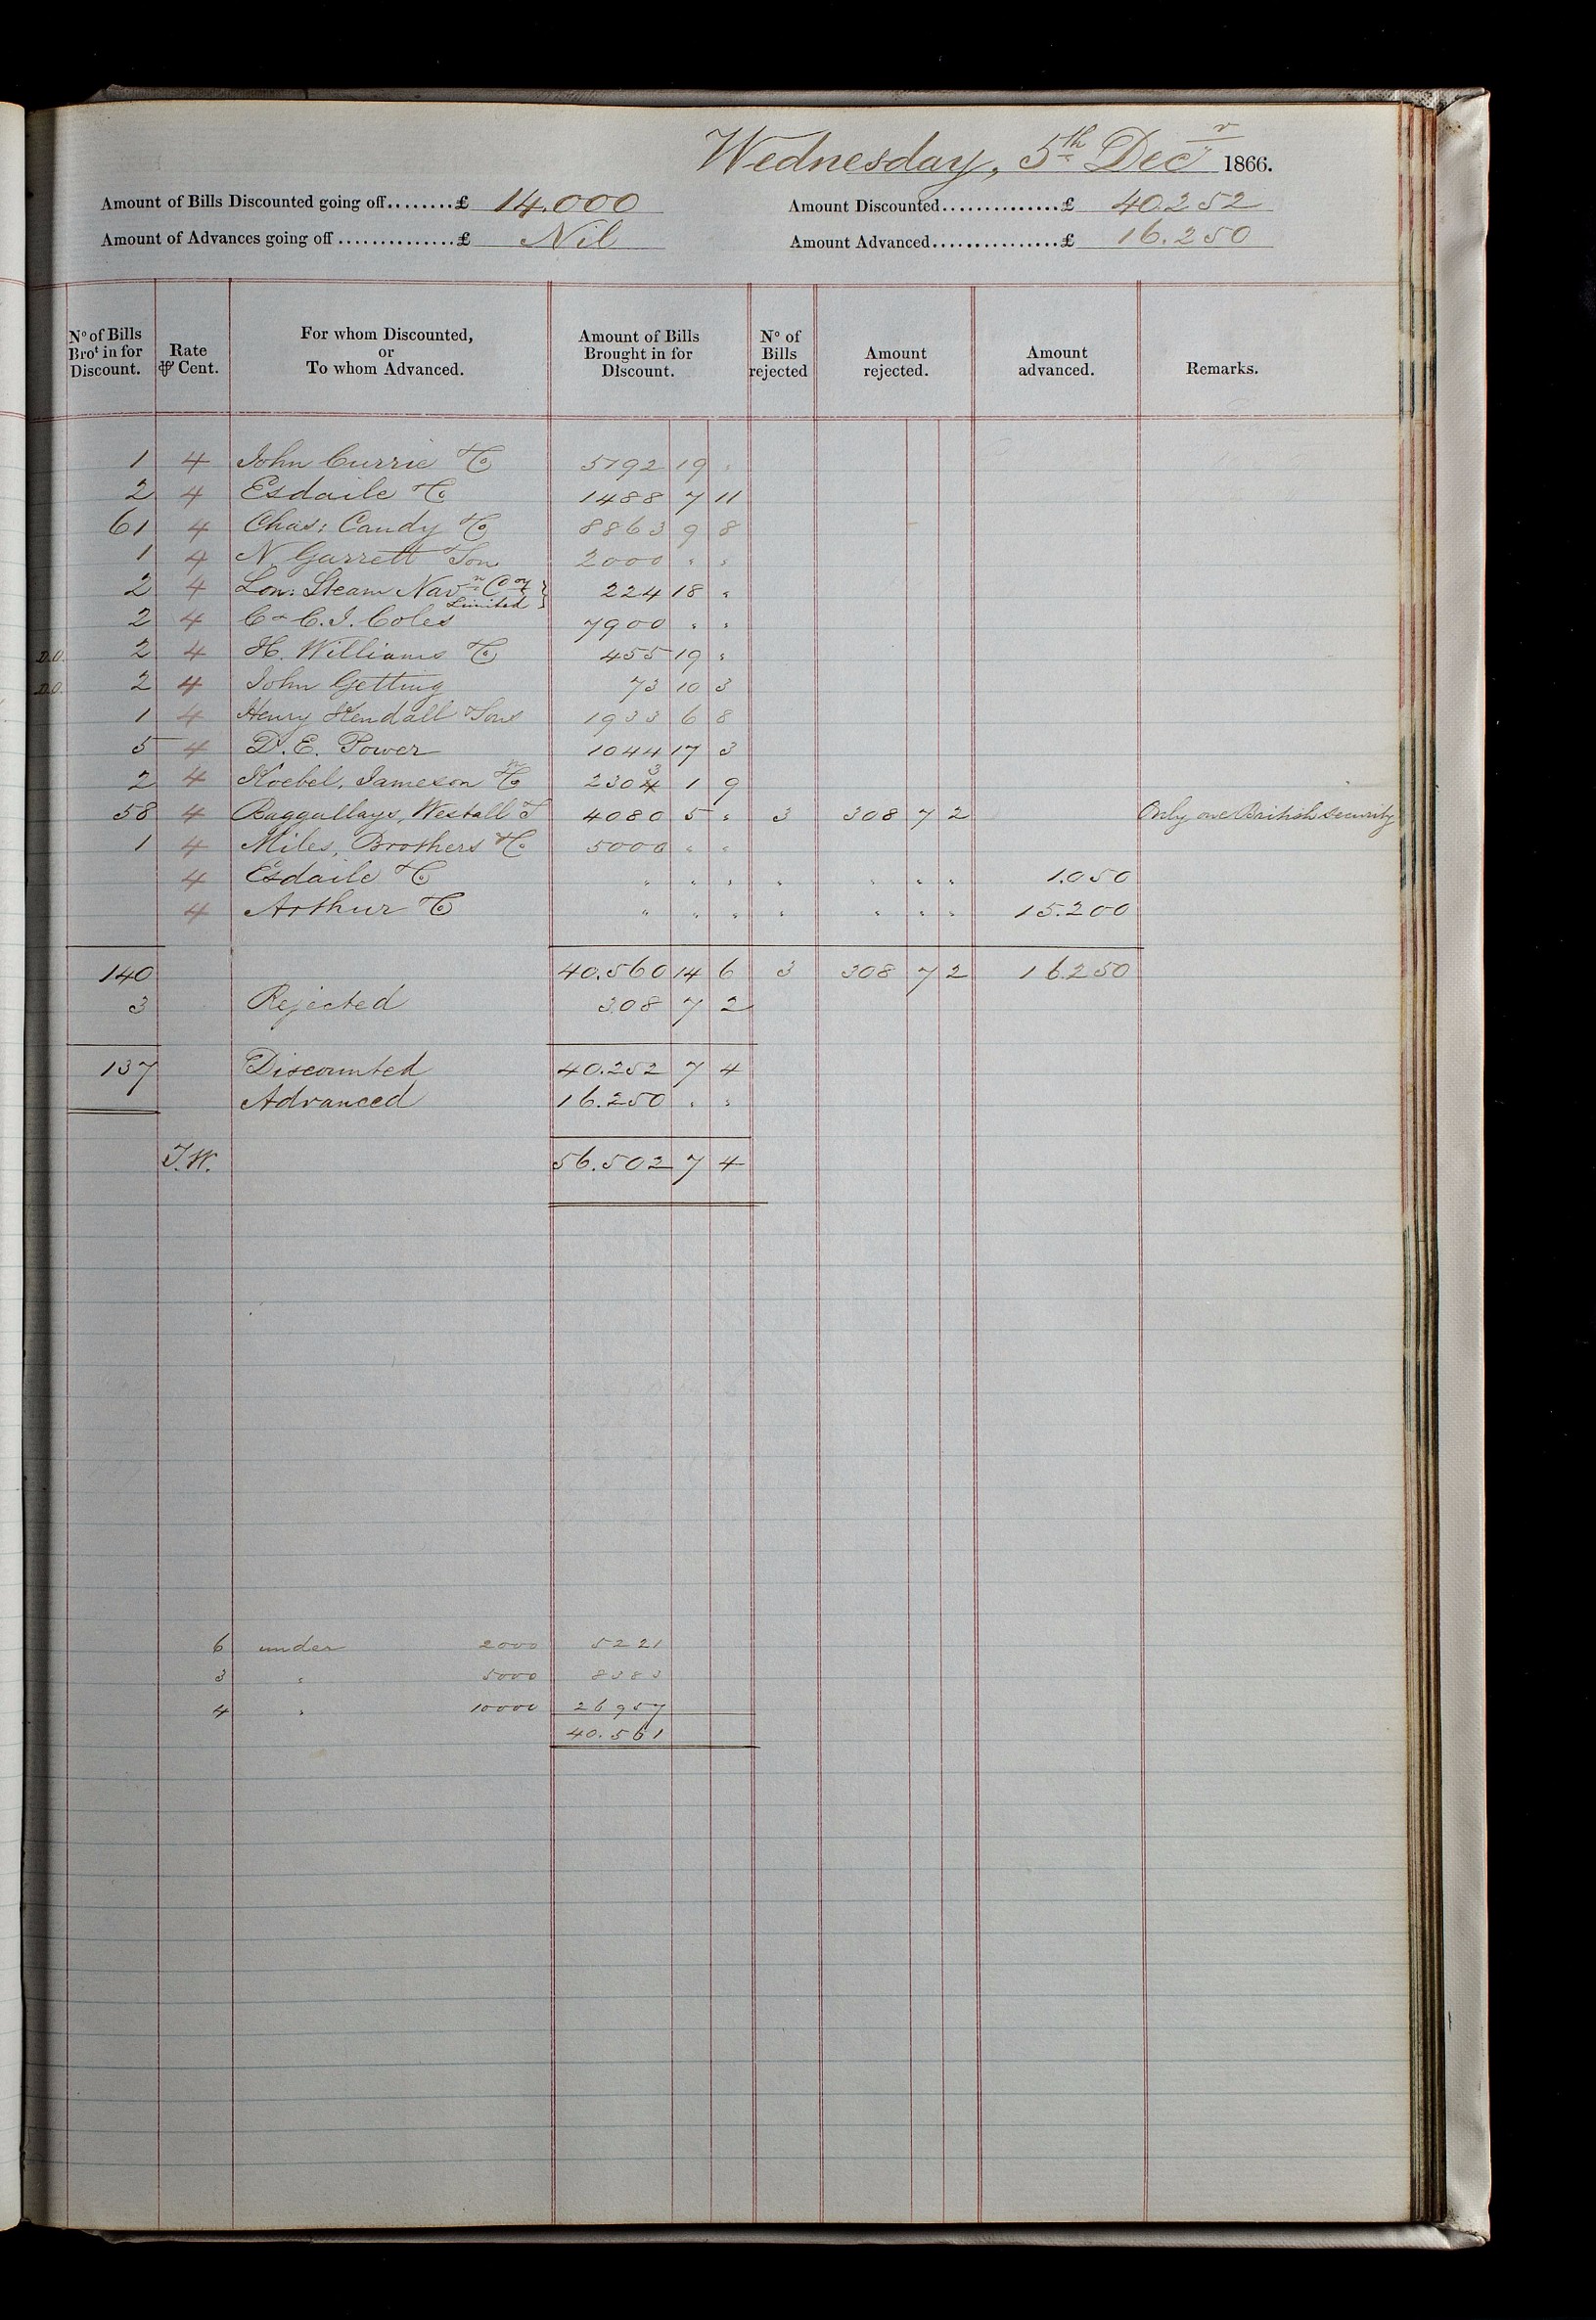 Wednesday, 5th Decr 1866.
Amount of Bills Discounted going off........£ 14.000 Amount Discounted..............£ 40.252
Amount of Advances going off..............£ Nil Amount Advanced................£ 16.250
No of Bills Brot in for Discount. Rate ⅌ Cent. For whom Discounted, or To whom Advanced. Amount of Bills Brought in for Discount. No of Bills rejected Amount rejected. Amount advanced. Remarks.
1 4 John Currie & Co 5192 19 "
2 4 Esdaile & Co 1488 7 11
61 4 Chas: Candy & Co 8863 9 8
1 4 N Garrett & Son 2000 " "
2 4 Lon: Steam Navn Coy Limited } 224 18 "
2 4 C & C. J. Coles 7900 " "
D.O. 2 4 H. Williams & Co 455 19 "
D.O. 2 4 John Getting 73 10 3
1 4 Henry Kendall & Sons 1933 6 8
5 4 D. E. Power 1044 17 3
2 4 Koebel, Jameson & Co 2303 1 9
58 4 Baggallays, Westall & 4080 5 " 3 308 7 2 Only one British security
1 4 Miles, Brothers & Co 5000 " "
4 Esdaile & Co " " " " " " " 1.050
4 Arthur & Co " " " " " " " 15.200
140 40.560 14 6 3 308 7 2 16.250
3 Rejected 308 7 2
137 Discounted 40.252 7 4
Advanced 16.250 " "
J.W. 56.502 7 4
6 under 2000 5221
3 " 5000 8383
4 " 10000 26957
40.561